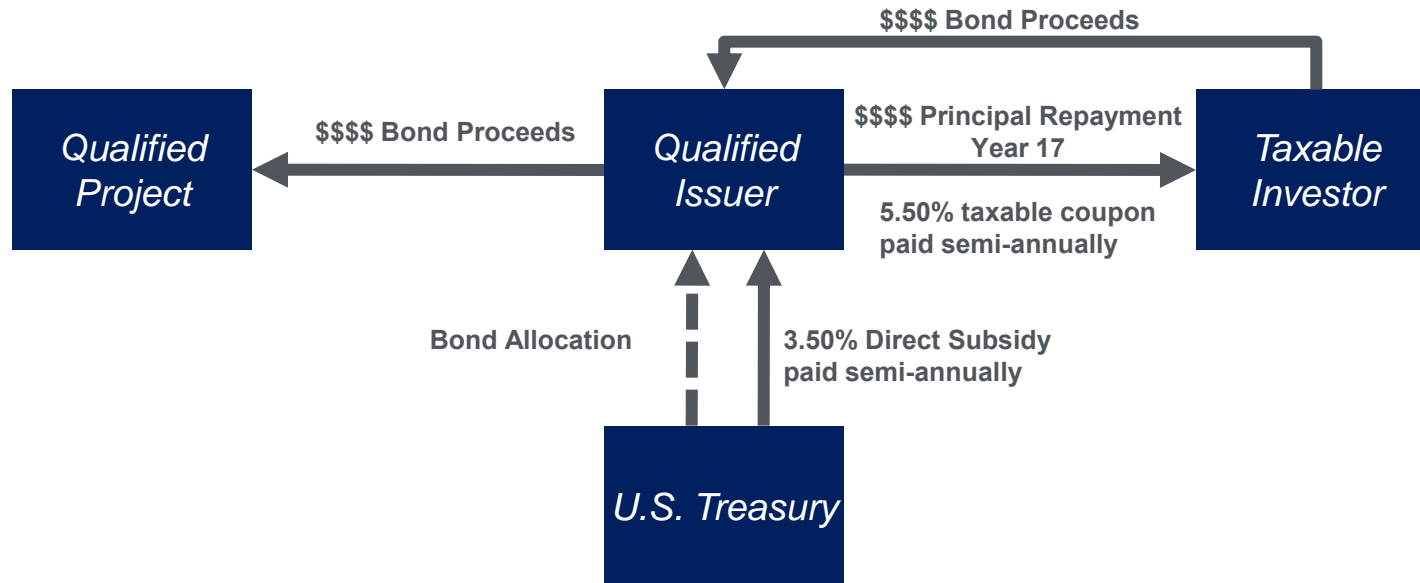 $$$$ Bond Proceeds
Qualified
Project
$$$$ Bond Proceeds
Qualified
Issuer
$$$$ Principal Repayment
Year 17
5.50% taxable coupon
paid semi-annually
Taxable
Investor
Bond Allocation
3.50% Direct Subsidy
paid semi-annually
U.S. Treasury